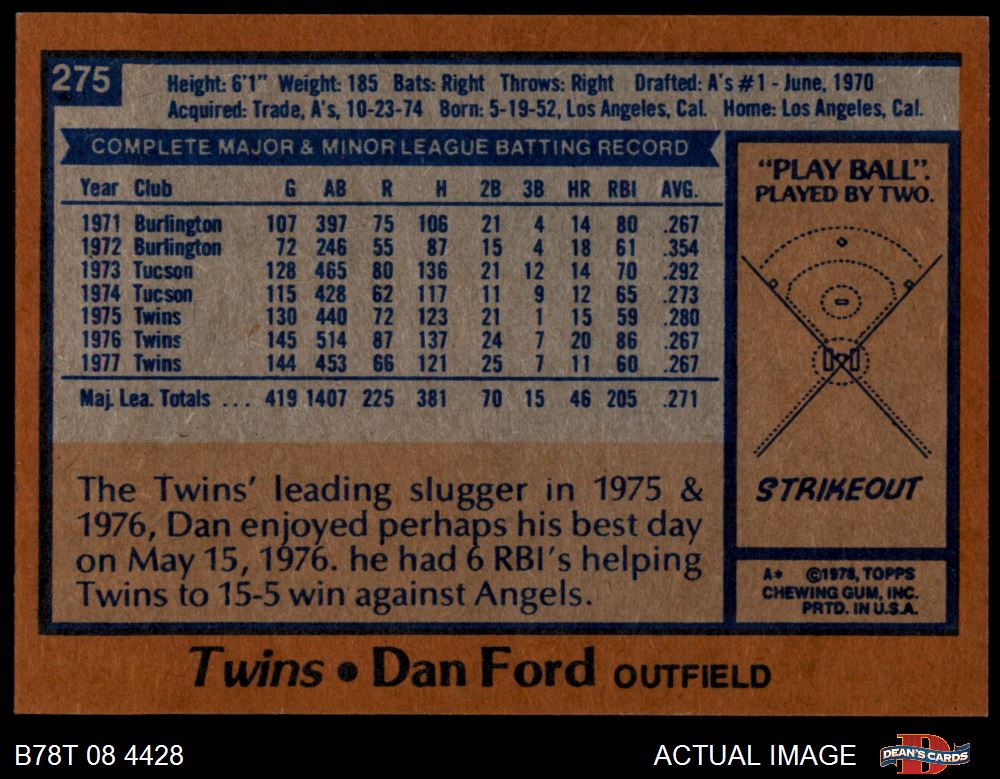 275
Height: 6'1" Weight: 185 Bats: Right Throws: Right Drafted: A's #1 - June, 1970
Acquired: Trade, A's, 10-23-74 Born: 5-19-52, Los Angeles, Cal. Home: Los Angeles, Cal.
COMPLETE MAJOR & MINOR LEAGUE BATTING RECORD
Year Club G AB R H 2B 3B HR RBI AVG.
1971 Burlington 107 397 75 106 21 4 14 80 .267
1972 Burlington 72 246 55 87 15 4 18 61 .354
1973 Tucson 128 465 80 136 21 12 14 70 .292
1974 Tucson 115 428 62 117 11 9 12 65 .273
1975 Twins 130 440 72 123 21 1 15 59 .280
1976 Twins 145 514 87 137 24 7 20 86 .267
1977 Twins 144 453 66 121 25 7 11 60 .267
Maj. Lea. Totals ... 419 1407 225 381 70 15 46 205 .271
The Twins' leading slugger in 1975 &
1976, Dan enjoyed perhaps his best day
on May 15, 1976. he had 6 RBI's helping
Twins to 15-5 win against Angels.
"PLAY BALL".
PLAYED BY TWO.
STRIKEOUT
A* ©1978, TOPPS
CHEWING GUM, INC.
PRTD. IN U.S.A.
Twins • Dan Ford OUTFIELD
B78T 08 4428
ACTUAL IMAGE
DEAN'S CARDS